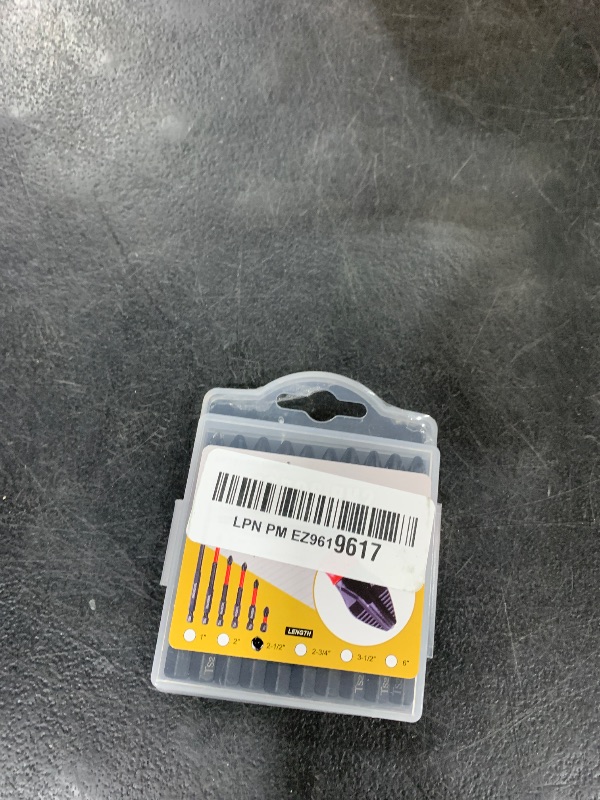 LPN PM EZ9619617
LENGTH
1" 2" 2-1/2" 2-3/4" 3-1/2" 6"